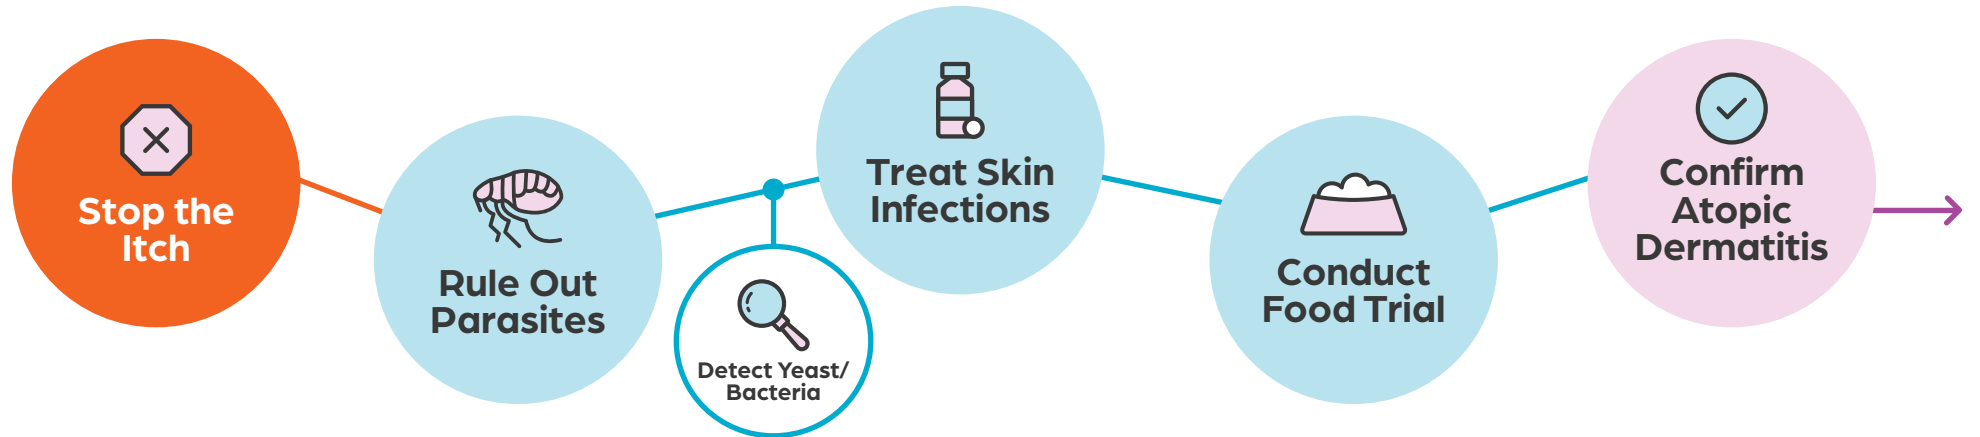 Stop the
Itch
Rule Out
Parasites
Detect Yeast/
Bacteria
Treat Skin
Infections
Conduct
Food Trial
Confirm
Atopic
Dermatitis